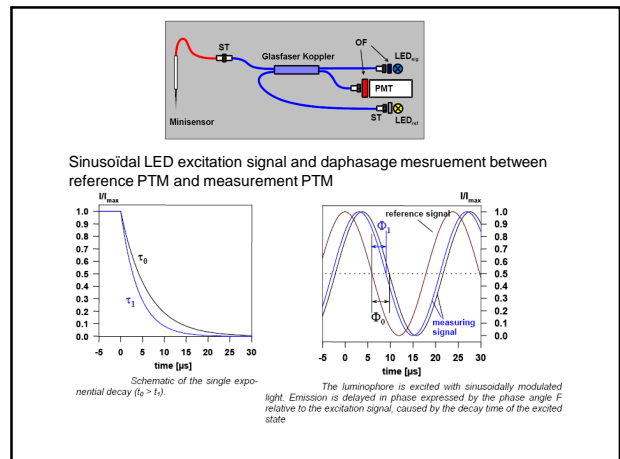 ST
Glasfaser Koppler
OF
LED_sig
PMT
Minisensor
ST
LED_ref
Sinusoïdal LED excitation signal and daphasage mesruement between
reference PTM and measurement PTM
I/I_max
1.0
0.9
0.8
0.7
0.6
0.5
0.4
0.3
0.2
0.1
0.0
τ₀
τ₁
-5 0 5 10 15 20 25 30
time [µs]
Schematic of the single expo-
nential decay (t₀ > t₁).
I/I_max
reference signal
Φ₁
Φ₀
measuring
signal
1.0
0.9
0.8
0.7
0.6
0.5
0.4
0.3
0.2
0.1
0.0
-5 0 5 10 15 20 25 30
time [µs]
The luminophore is excited with sinusoidally modulated
light. Emission is delayed in phase expressed by the phase angle F
relative to the excitation signal, caused by the decay time of the excited
state